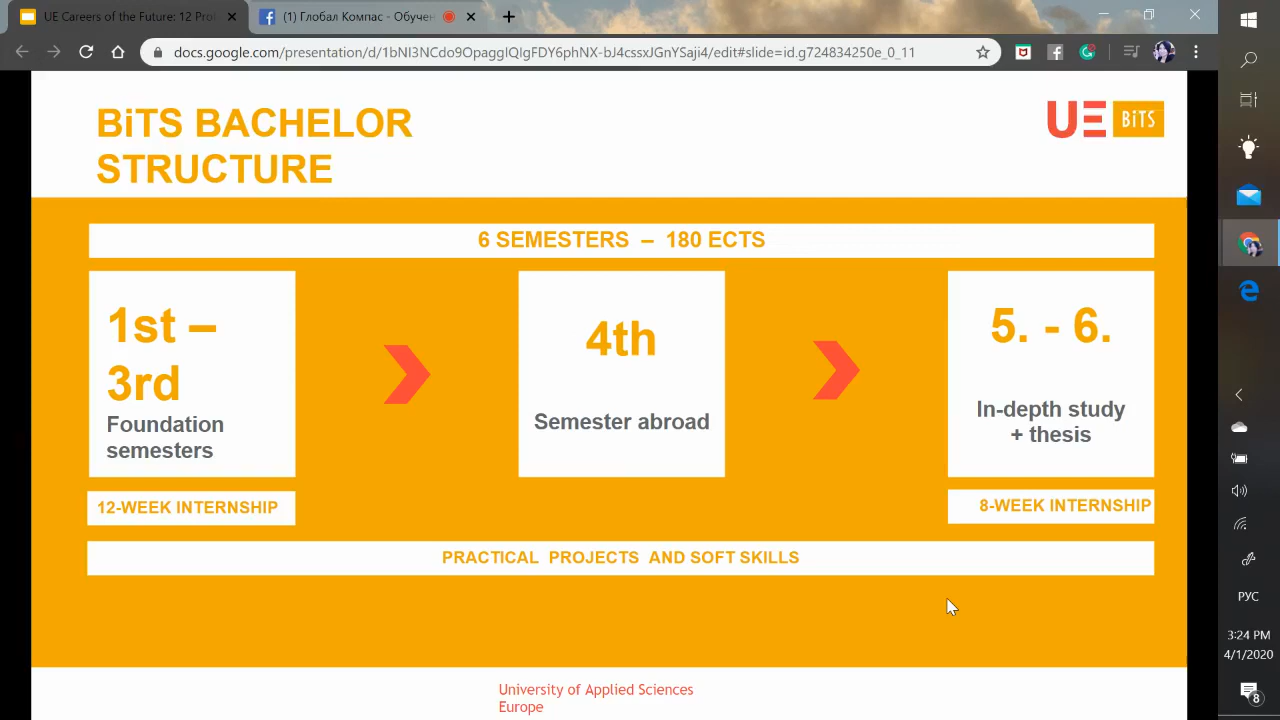 UE Careers of the Future: 12 Pro
(1) Глобал Компас - Обучен
docs.google.com/presentation/d/1bNI3NCdo9OpaggIQIgFDY6phNX-bJ4cssxJGnYSaji4/edit#slide=id.g724834250e_0_11
BiTS BACHELOR
STRUCTURE
UE BiTS
6 SEMESTERS – 180 ECTS
1st –
3rd
Foundation
semesters
4th
Semester abroad
5. - 6.
In-depth study
+ thesis
12-WEEK INTERNSHIP
8-WEEK INTERNSHIP
PRACTICAL PROJECTS AND SOFT SKILLS
University of Applied Sciences
Europe
РУС
3:24 PM
4/1/2020
8